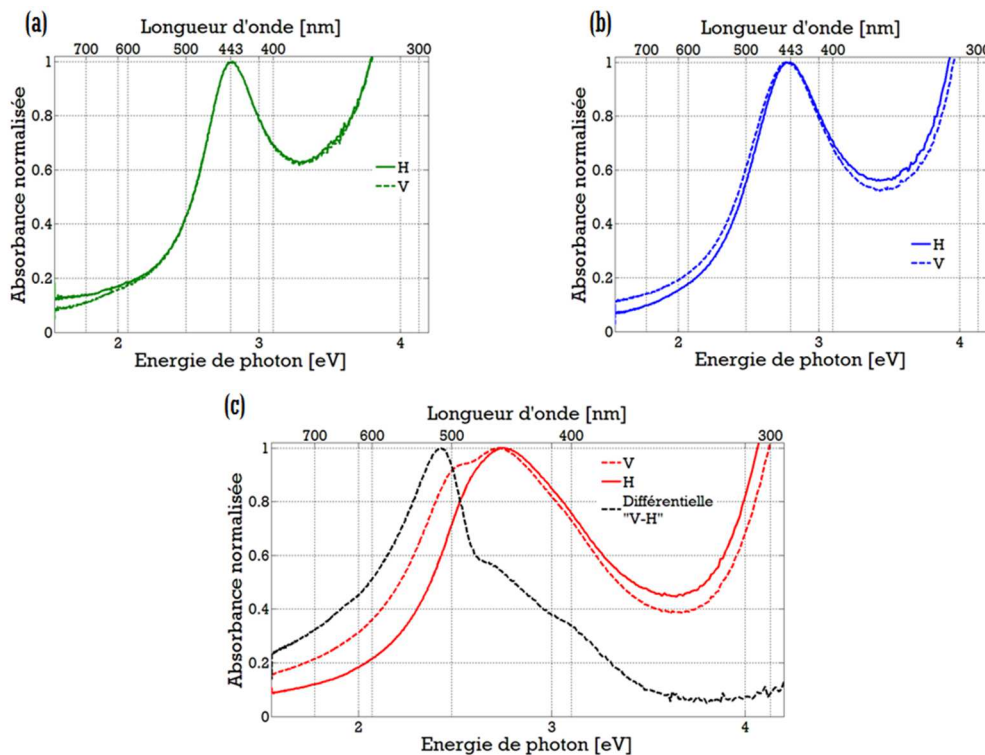 (a)
Longueur d'onde [nm]
700 600 500 443 400 300
1
0.8
0.6
0.4
0.2
0
Absorbance normalisée
H
V
2 3 4
Energie de photon [eV]
(b)
Longueur d'onde [nm]
700 600 500 443 400 300
1
0.8
0.6
0.4
0.2
0
Absorbance normalisée
H
V
2 3 4
Energie de photon [eV]
(c)
Longueur d'onde [nm]
700 600 500 400 300
1
0.8
0.6
0.4
0.2
0
Absorbance normalisée
V
H
Différentielle
"V-H"
2 3 4
Energie de photon [eV]